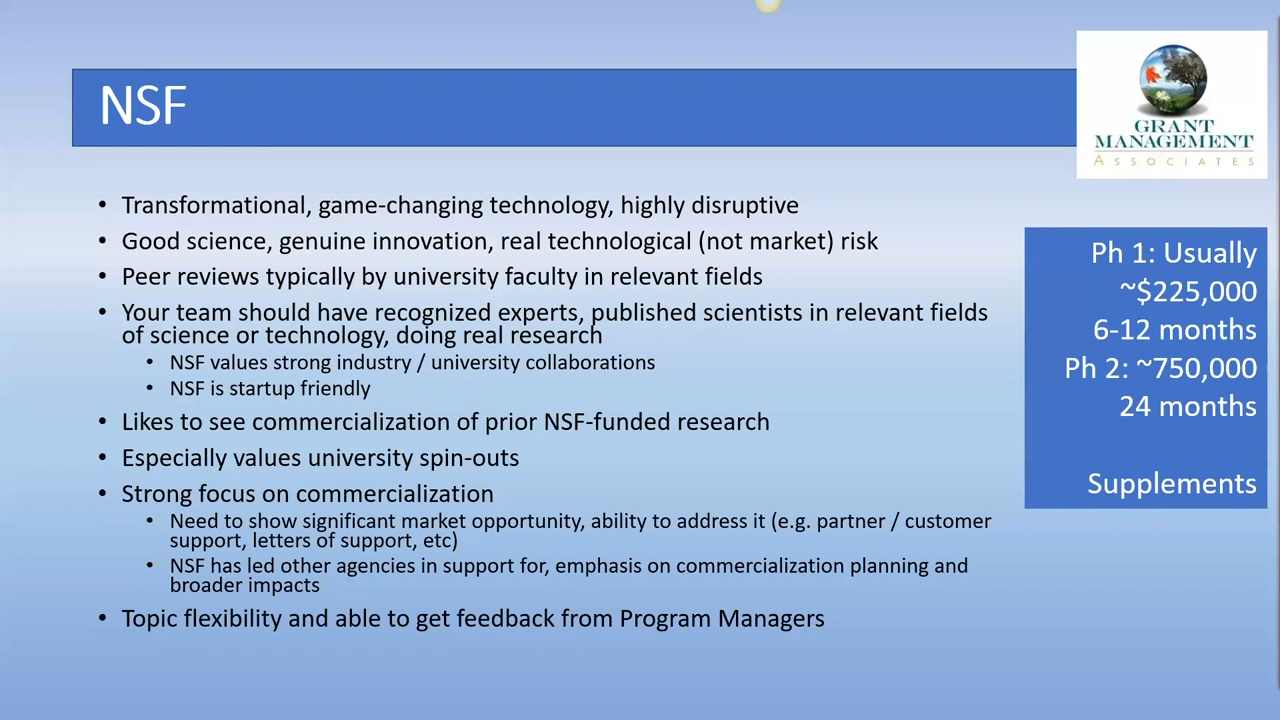 NSF
GRANT
MANAGEMENT
ASSOCIATES
• Transformational, game-changing technology, highly disruptive
• Good science, genuine innovation, real technological (not market) risk
• Peer reviews typically by university faculty in relevant fields
• Your team should have recognized experts, published scientists in relevant fields
of science or technology, doing real research
• NSF values strong industry / university collaborations
• NSF is startup friendly
• Likes to see commercialization of prior NSF-funded research
• Especially values university spin-outs
• Strong focus on commercialization
• Need to show significant market opportunity, ability to address it (e.g. partner / customer
support, letters of support, etc)
• NSF has led other agencies in support for, emphasis on commercialization planning and
broader impacts
• Topic flexibility and able to get feedback from Program Managers
Ph 1: Usually
~$225,000
6-12 months
Ph 2: ~750,000
24 months
Supplements